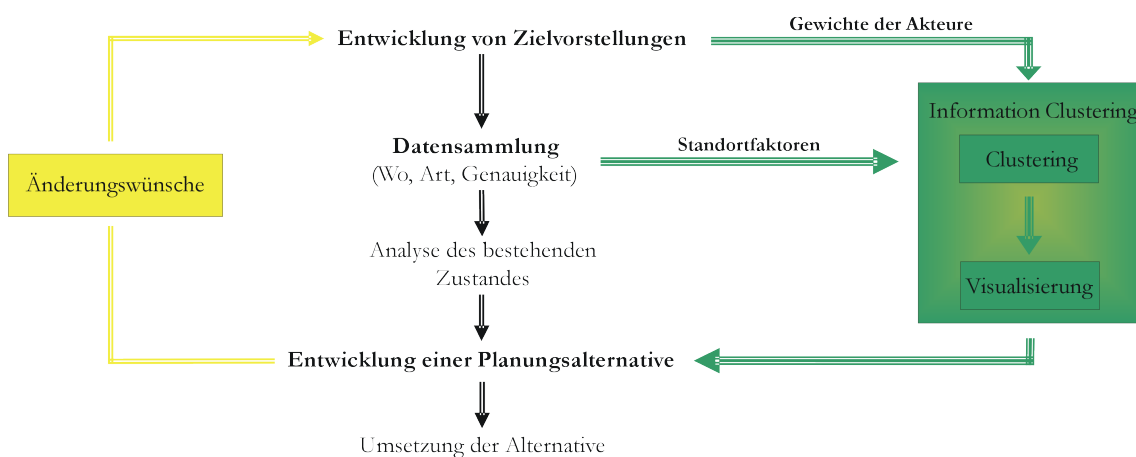 Gewichte der Akteure
Entwicklung von Zielvorstellungen
Information Clustering
Datensammlung
(Wo, Art, Genauigkeit)
Standortfaktoren
Clustering
Änderungswünsche
Analyse des bestehenden
Zustandes
Visualisierung
Entwicklung einer Planungsalternative
Umsetzung der Alternative